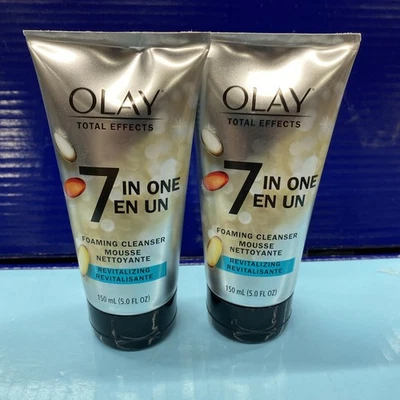 OLAY
TOTAL EFFECTS
7 IN ONE
EN UN
FOAMING CLEANSER
MOUSSE
NETTOYANTE
REVITALIZING
REVITALISANTE
150 mL (5.0 FL OZ)
OLAY
TOTAL EFFECTS
7 IN ONE
EN UN
FOAMING CLEANSER
MOUSSE
NETTOYANTE
REVITALIZING
REVITALISANTE
150 mL (5.0 FL OZ)